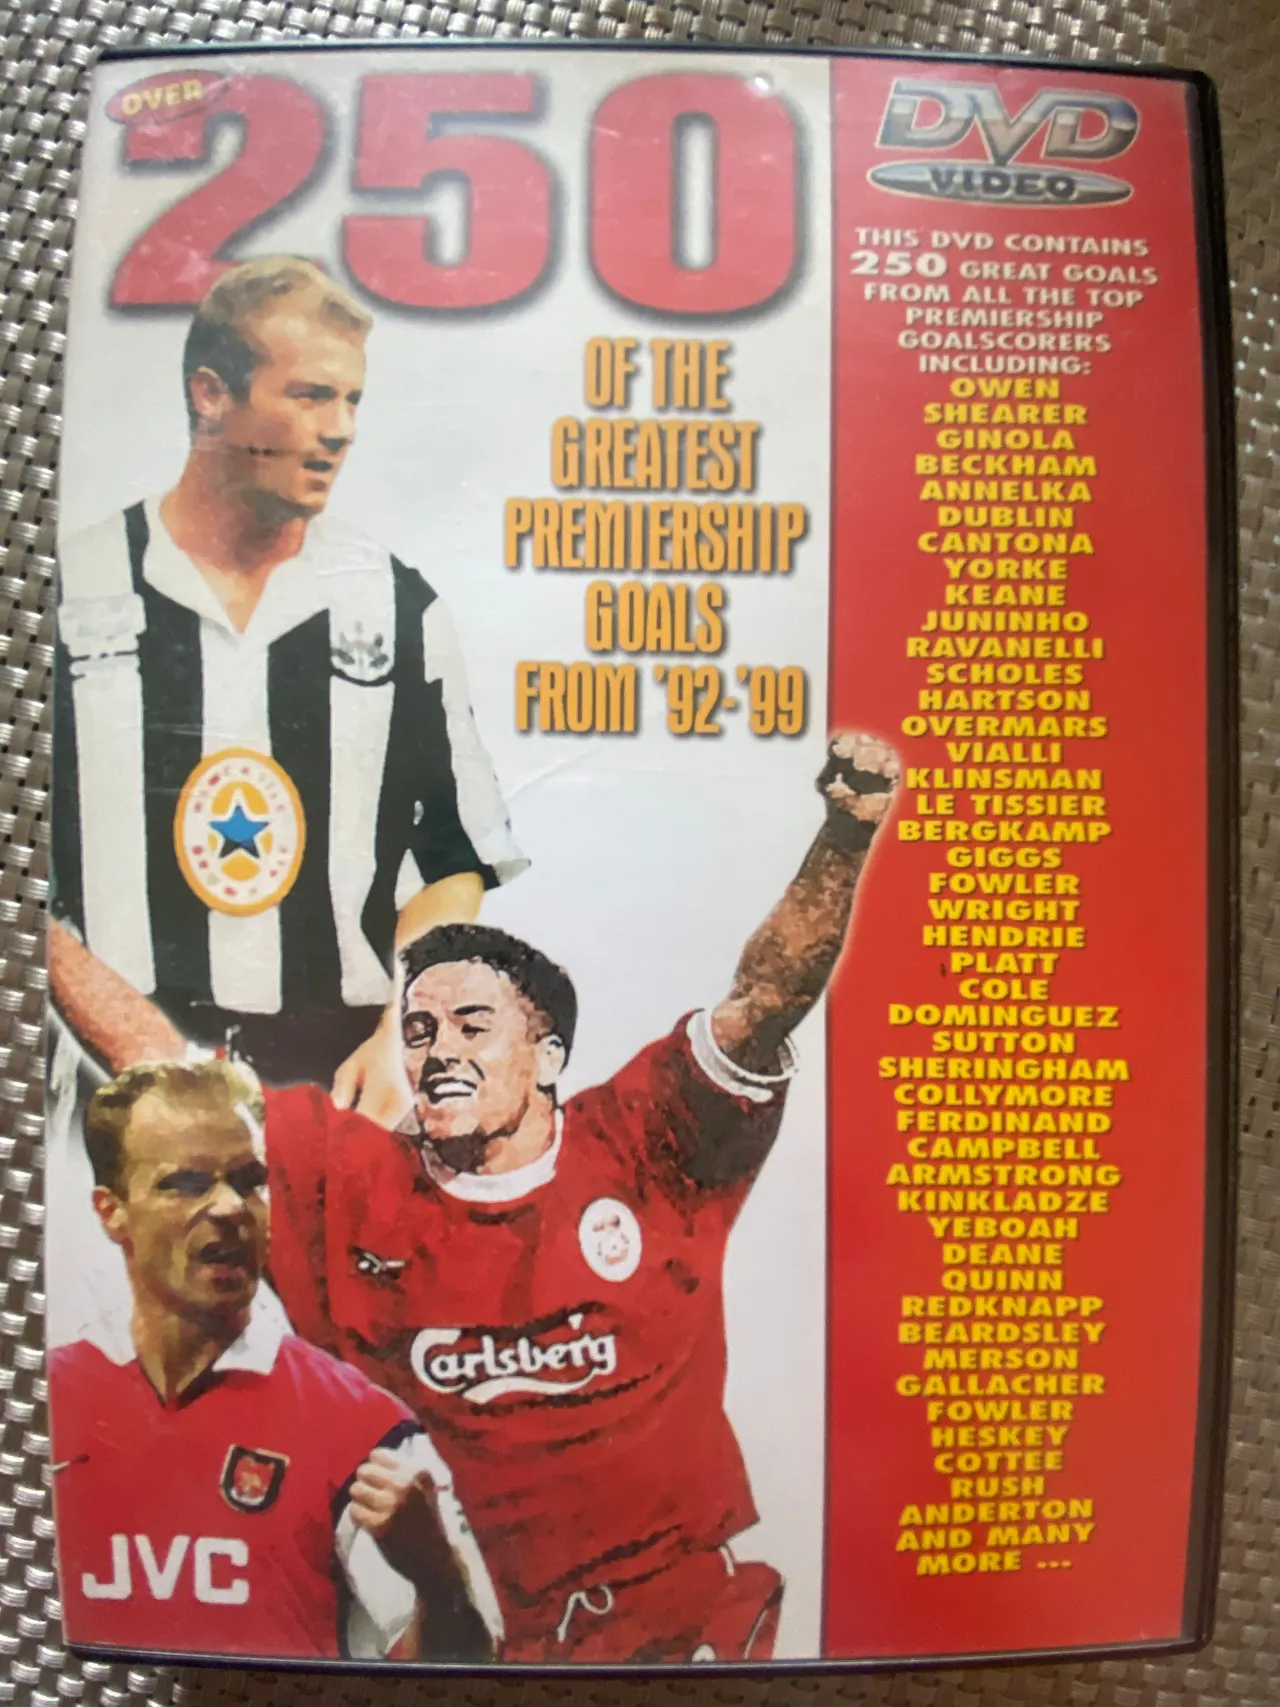 OVER
250
OF THE
GREATEST
PREMIERSHIP
GOALS
FROM '92-'99
DVD
VIDEO
THIS DVD CONTAINS
250 GREAT GOALS
FROM ALL THE TOP
PREMIERSHIP
GOALSCORERS
INCLUDING:
OWEN
SHEARER
GINOLA
BECKHAM
ANNELKA
DUBLIN
CANTONA
YORKE
KEANE
JUNINHO
RAVANELLI
SCHOLES
HARTSON
OVERMARS
VIALLI
KLINSMAN
LE TISSIER
BERGKAMP
GIGGS
FOWLER
WRIGHT
HENDRIE
PLATT
COLE
DOMINGUEZ
SUTTON
SHERINGHAM
COLLYMORE
FERDINAND
CAMPBELL
ARMSTRONG
KINKLADZE
YEBOAH
DEANE
QUINN
REDKNAPP
BEARDSLEY
MERSON
GALLACHER
FOWLER
HESKEY
COTTEE
RUSH
ANDERTON
AND MANY
MORE ...
NEWCASTLE
Carlsberg
JVC